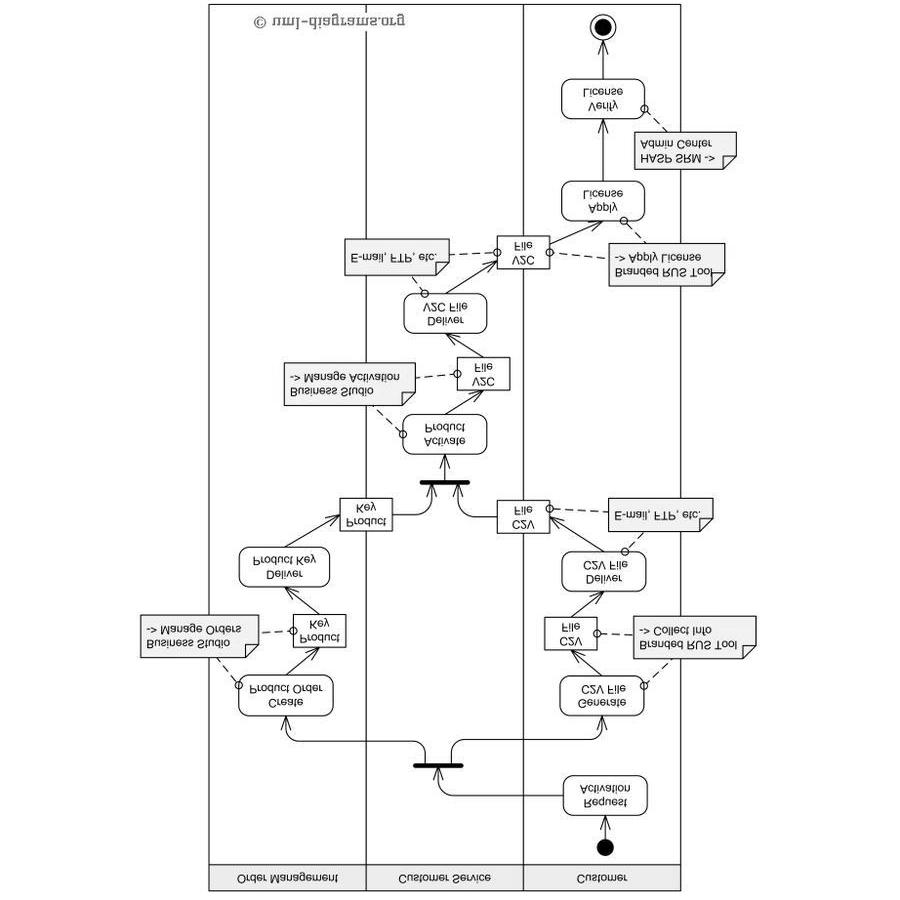 Order Management
Customer Service
Customer
Request
Activation
Create
Product Order
Generate
C2V File
Business Studio
-> Manage Orders
Product
Key
C2V
File
Branded RUS Tool
-> Collect Info
Deliver
Product Key
Deliver
C2V File
Product
Key
C2V
File
E-mail, FTP, etc.
Activate
Product
Business Studio
-> Manage Activation
V2C
File
Deliver
V2C File
E-mail, FTP, etc.
V2C
File
Branded RUS Tool
-> Apply License
Apply
License
HASP SRM ->
Admin Center
Verify
License
© uml-diagrams.org